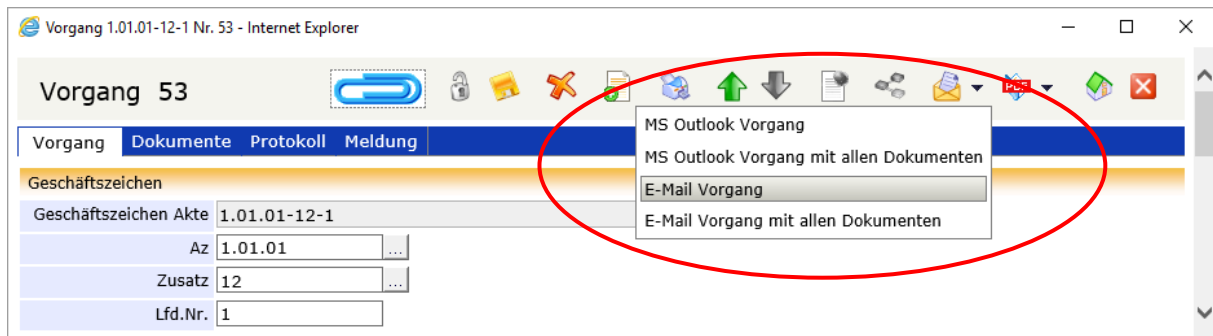 Vorgang 1.01.01-12-1 Nr. 53 - Internet Explorer
Vorgang 53
PDF
Vorgang Dokumente Protokoll Meldung
MS Outlook Vorgang
MS Outlook Vorgang mit allen Dokumenten
E-Mail Vorgang
E-Mail Vorgang mit allen Dokumenten
Geschäftszeichen
Geschäftszeichen Akte 1.01.01-12-1
Az 1.01.01 ...
Zusatz 12 ...
Lfd.Nr. 1